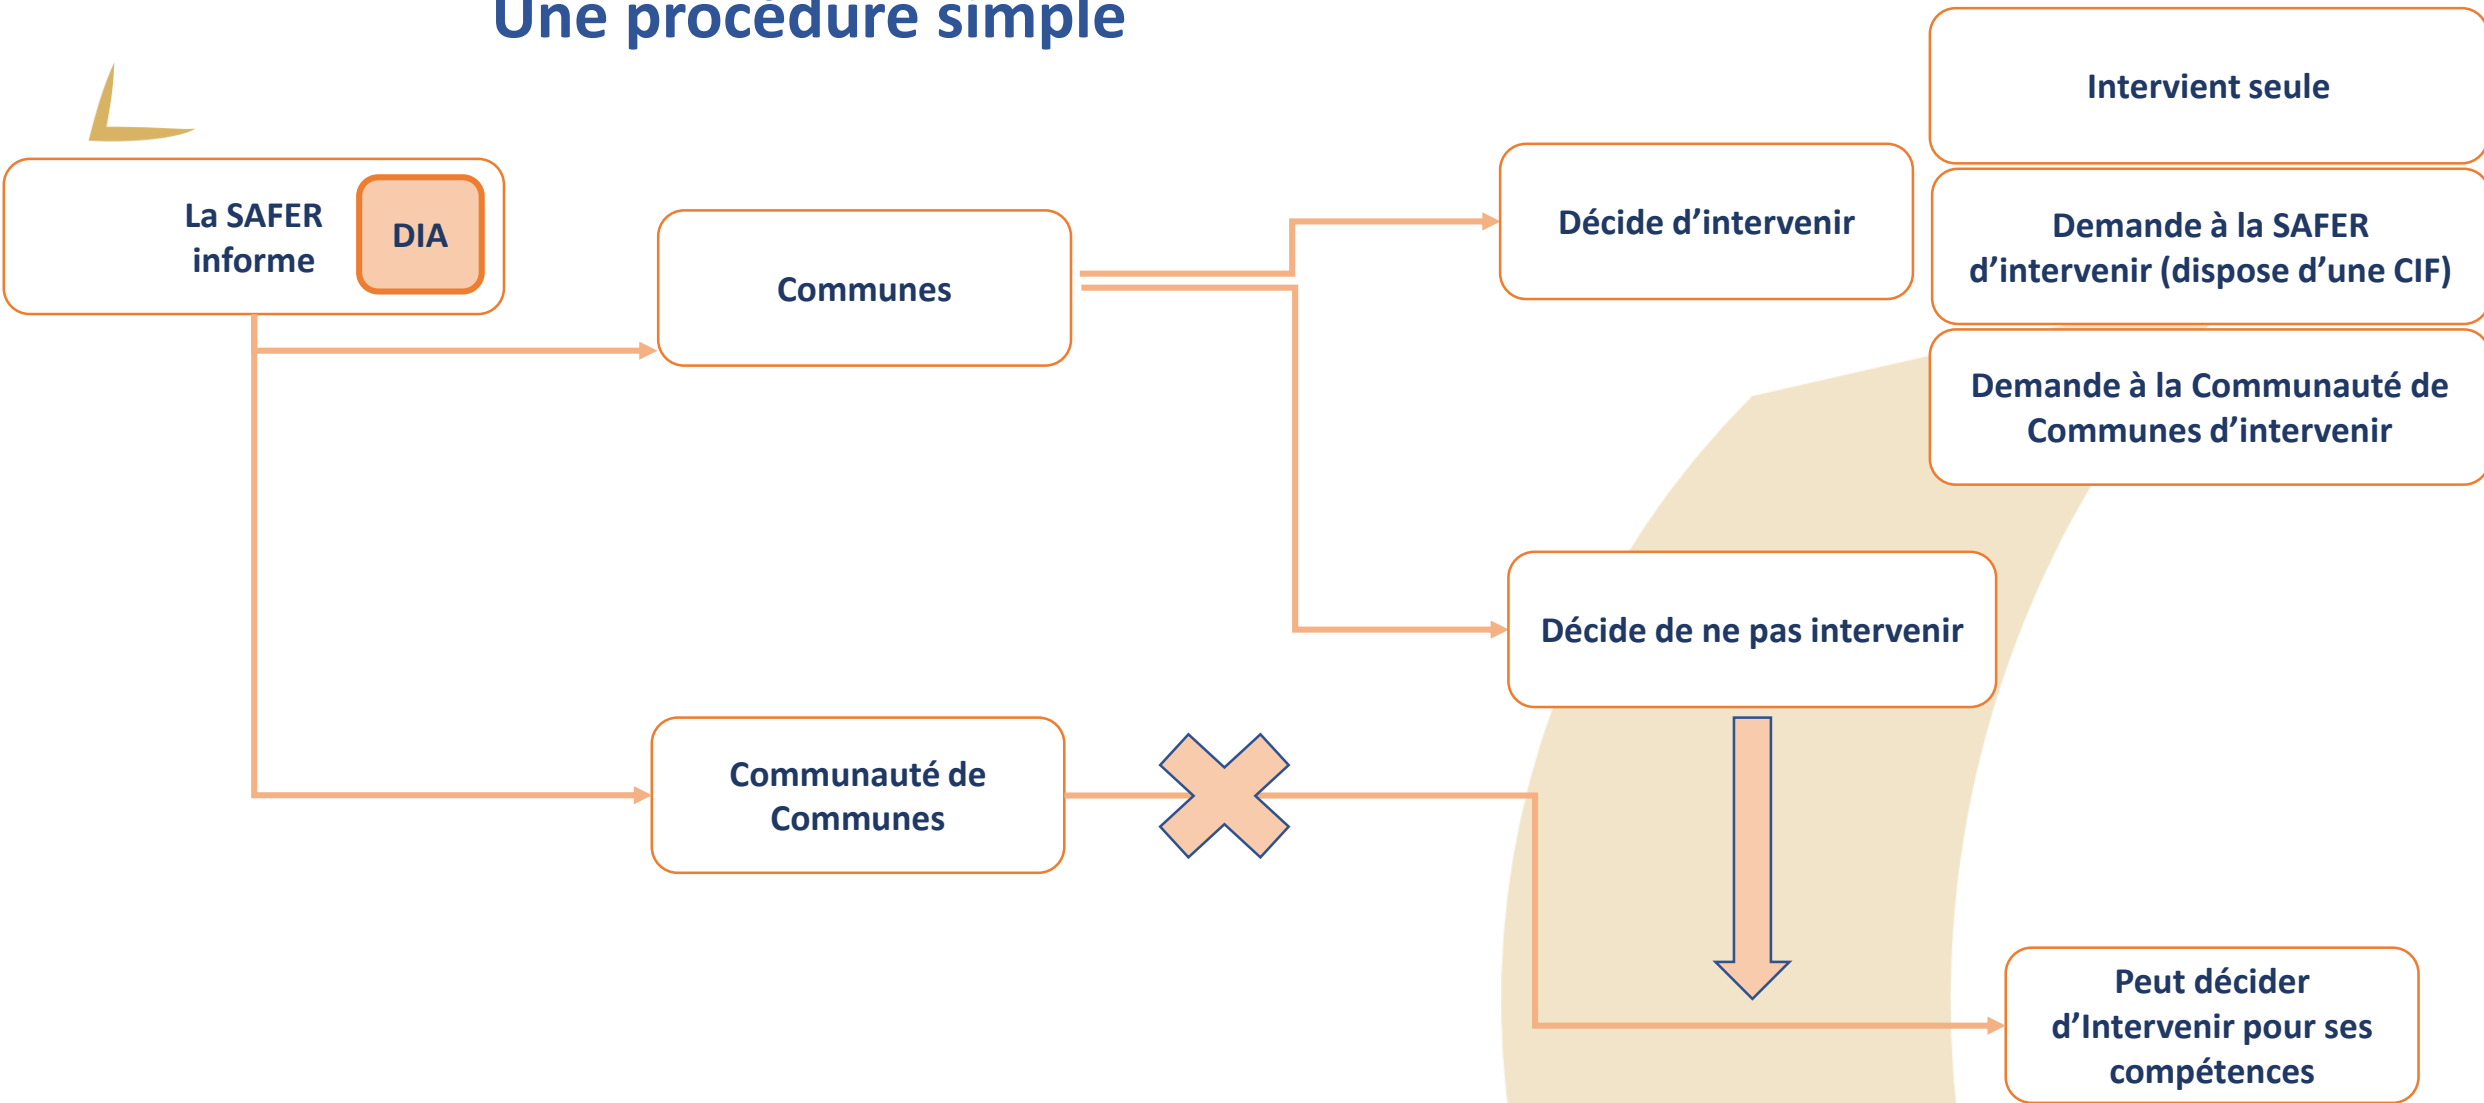 Une procédure simple
La SAFER
informe
DIA
Communes
Décide d’intervenir
Intervient seule
Demande à la SAFER
d’intervenir (dispose d’une CIF)
Demande à la Communauté de
Communes d’intervenir
Décide de ne pas intervenir
Communauté de
Communes
Peut décider
d’Intervenir pour ses
compétences